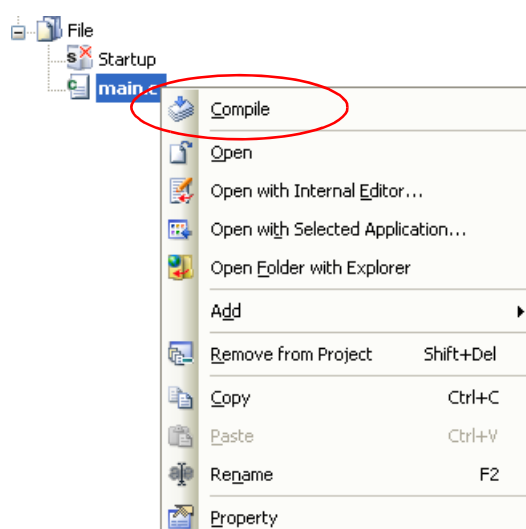 File
Startup
main.c
Compile
Open
Open with Internal Editor...
Open with Selected Application...
Open Folder with Explorer
Add
Remove from Project Shift+Del
Copy Ctrl+C
Paste Ctrl+V
Rename F2
Property